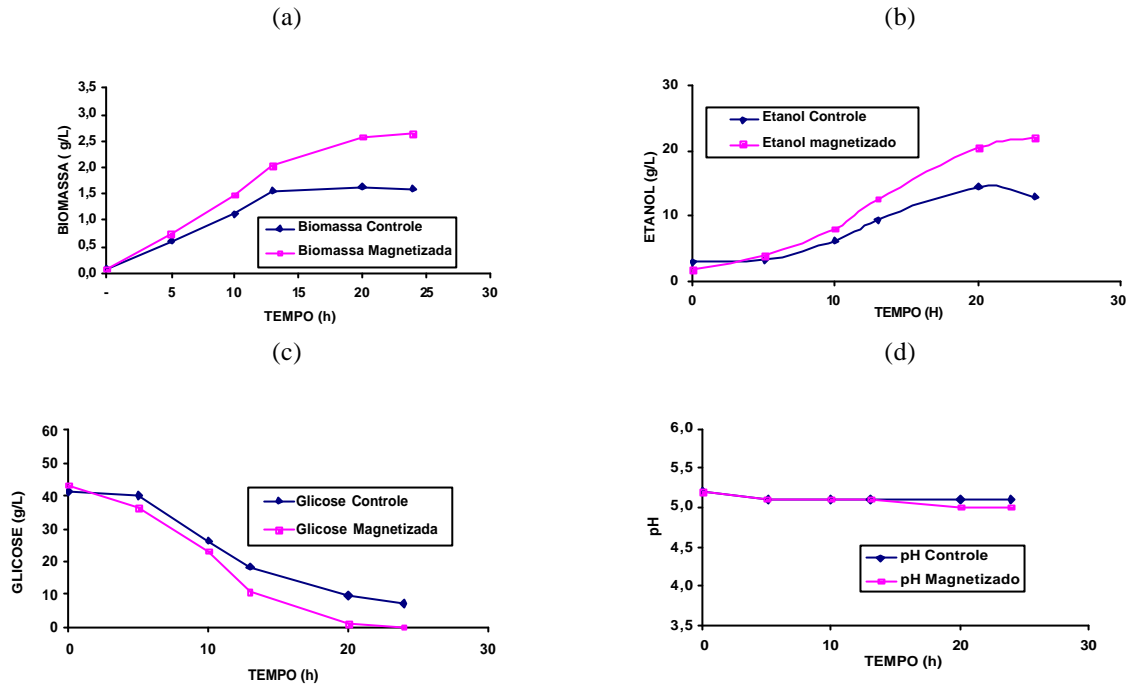 (a)
BIOMASSA ( g/L)
3,5
3,0
2,5
2,0
1,5
1,0
0,5
0,0
Biomassa Controle
Biomassa Magnetizada
-
5
10
15
20
25
30
TEMPO (h)
(b)
ETANOL (g/L)
30
20
10
0
Etanol Controle
Etanol magnetizado
0
10
20
30
TEMPO (H)
(c)
GLICOSE (g/L)
60
50
40
30
20
10
0
Glicose Controle
Glicose Magnetizada
0
10
20
30
TEMPO (h)
(d)
pH
6,0
5,5
5,0
4,5
4,0
3,5
pH Controle
pH Magnetizado
0
10
20
30
TEMPO (h)